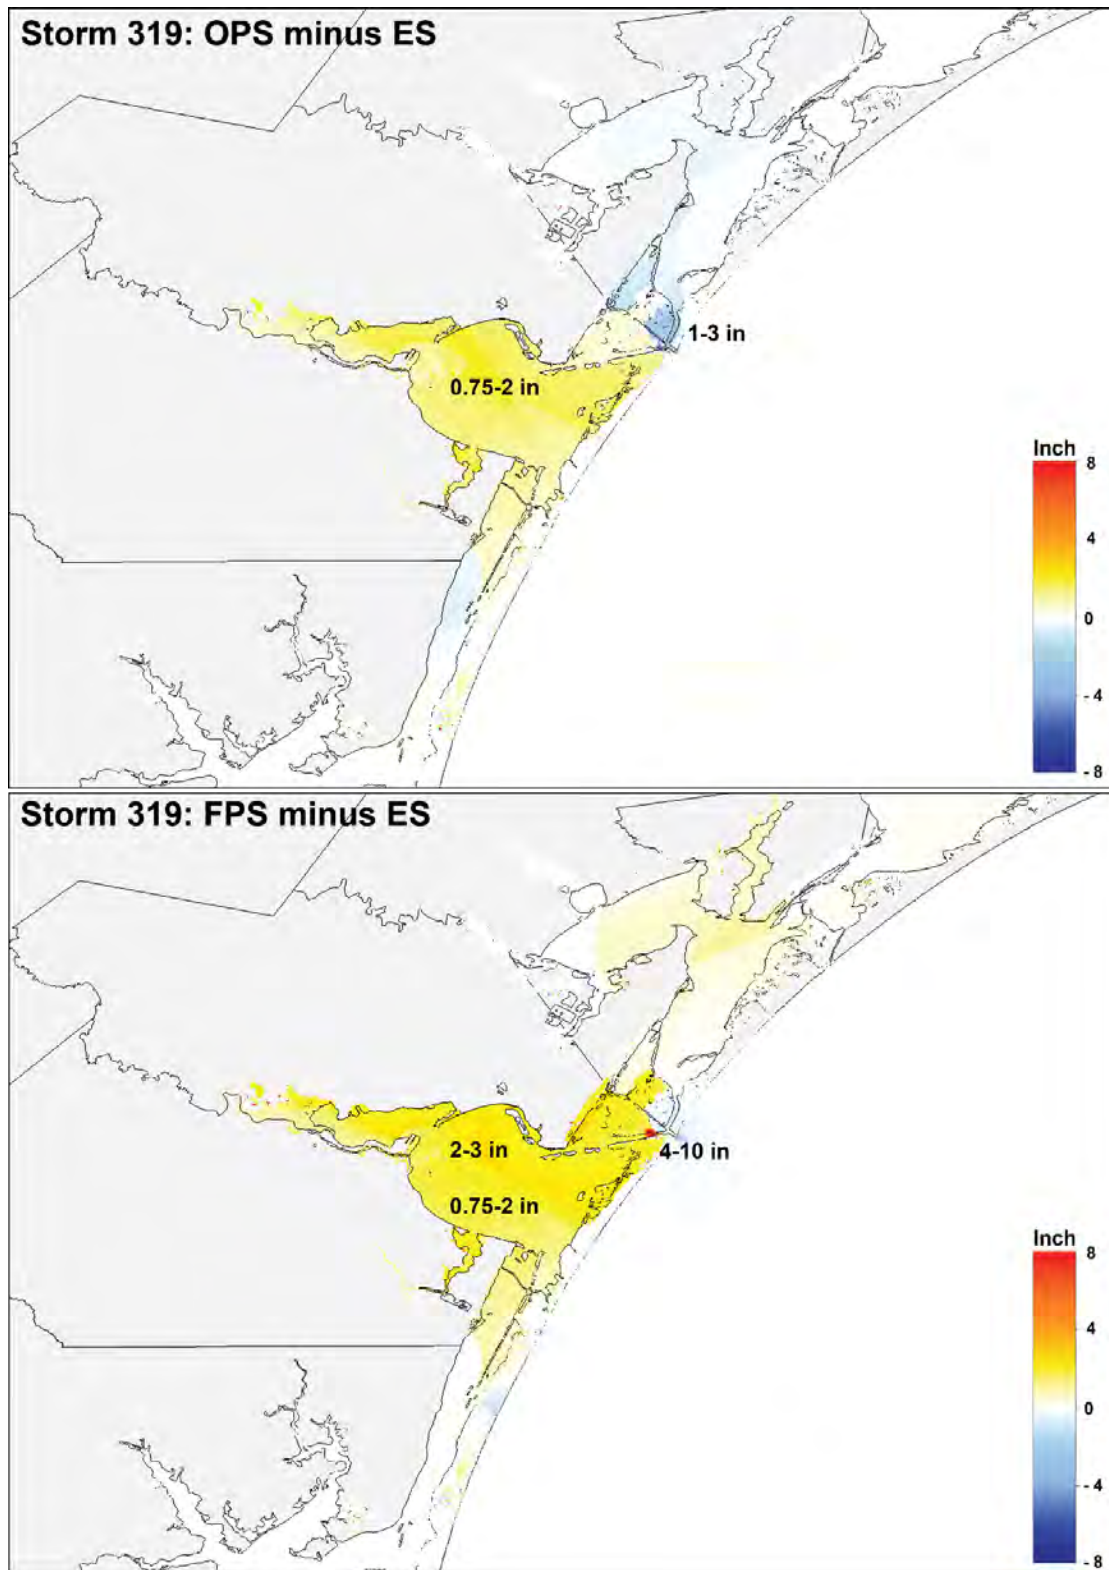 Storm 319: OPS minus ES
1-3 in
0.75-2 in
Inch
8
4
0
- 4
- 8
Storm 319: FPS minus ES
2-3 in
4-10 in
0.75-2 in
Inch
8
4
0
- 4
- 8